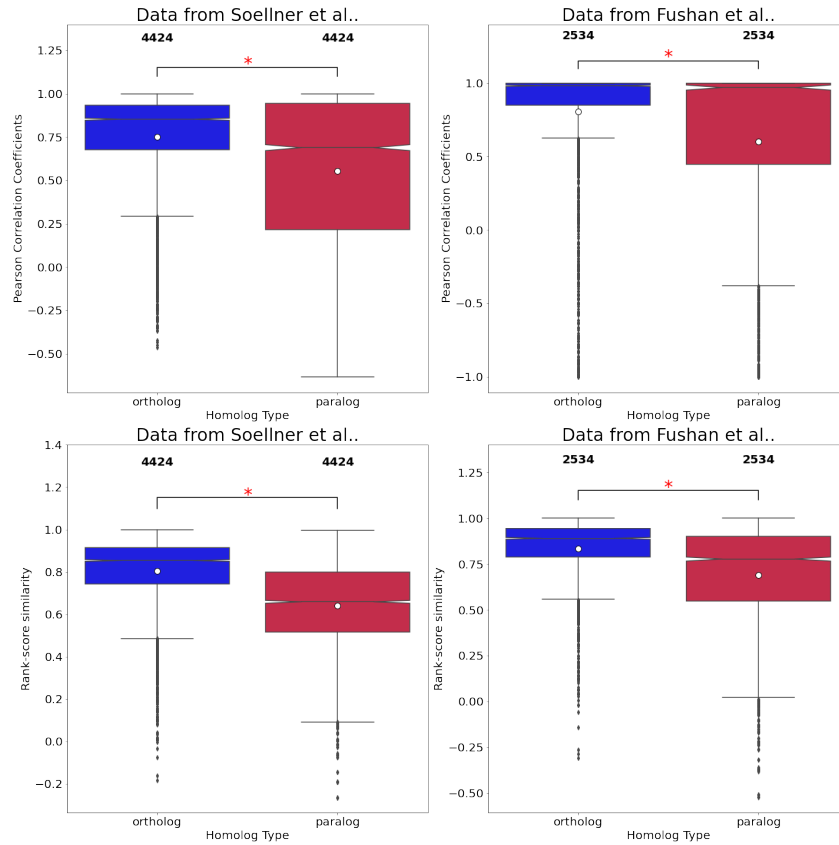 Data from Soellner et al..
4424 4424
*
1.25
1.00
0.75
0.50
0.25
0.00
−0.25
−0.50
Pearson Correlation Coefficients
ortholog paralog
Homolog Type
Data from Fushan et al..
2534 2534
*
1.0
0.5
0.0
−0.5
−1.0
Pearson Correlation Coefficients
ortholog paralog
Homolog Type
Data from Soellner et al..
4424 4424
*
1.4
1.2
1.0
0.8
0.6
0.4
0.2
0.0
−0.2
Rank-score similarity
ortholog paralog
Homolog Type
Data from Fushan et al..
2534 2534
*
1.25
1.00
0.75
0.50
0.25
0.00
−0.25
−0.50
Rank-score similarity
ortholog paralog
Homolog Type